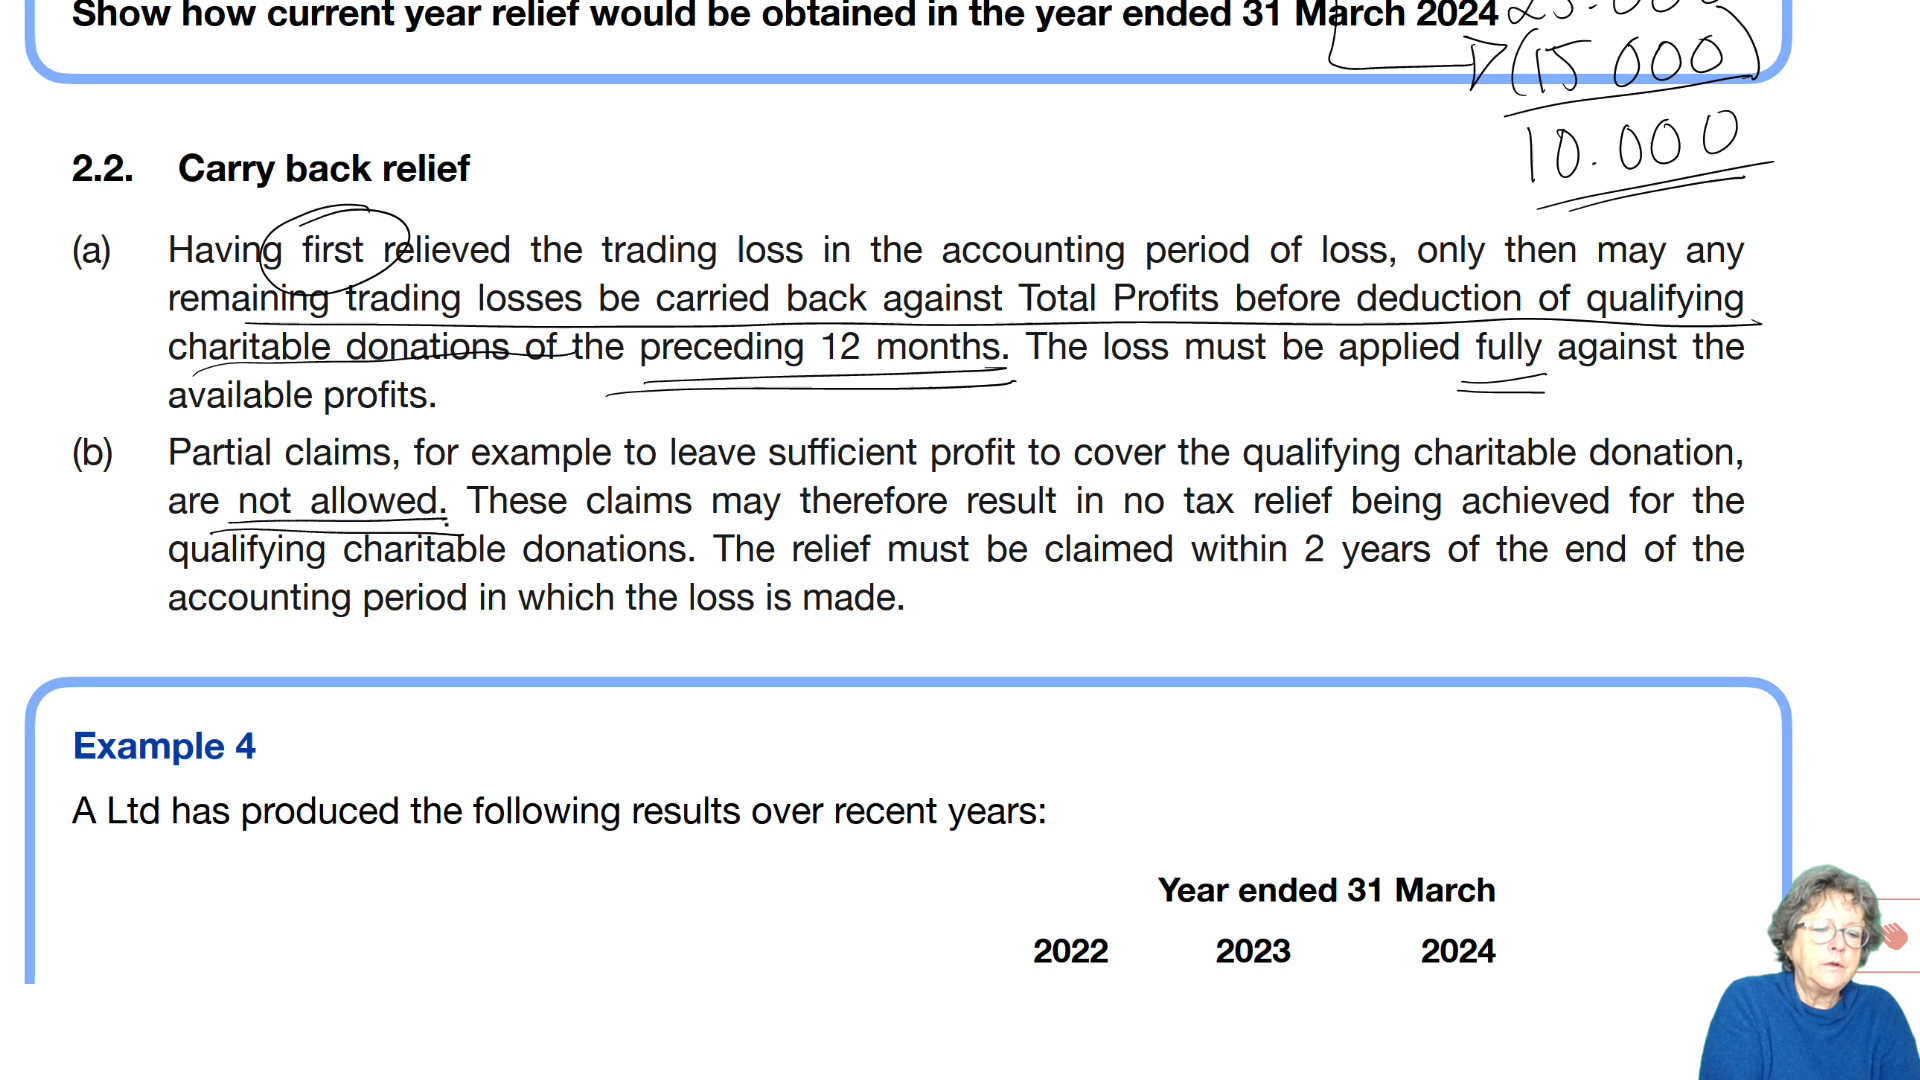 Show how current year relief would be obtained in the year ended 31 March 2024
(15 000)
10.000
2.2. Carry back relief
(a) Having first relieved the trading loss in the accounting period of loss, only then may any
remaining trading losses be carried back against Total Profits before deduction of qualifying
charitable donations of the preceding 12 months. The loss must be applied fully against the
available profits.
(b) Partial claims, for example to leave sufficient profit to cover the qualifying charitable donation,
are not allowed. These claims may therefore result in no tax relief being achieved for the
qualifying charitable donations. The relief must be claimed within 2 years of the end of the
accounting period in which the loss is made.
Example 4
A Ltd has produced the following results over recent years:
Year ended 31 March
2022 2023 2024